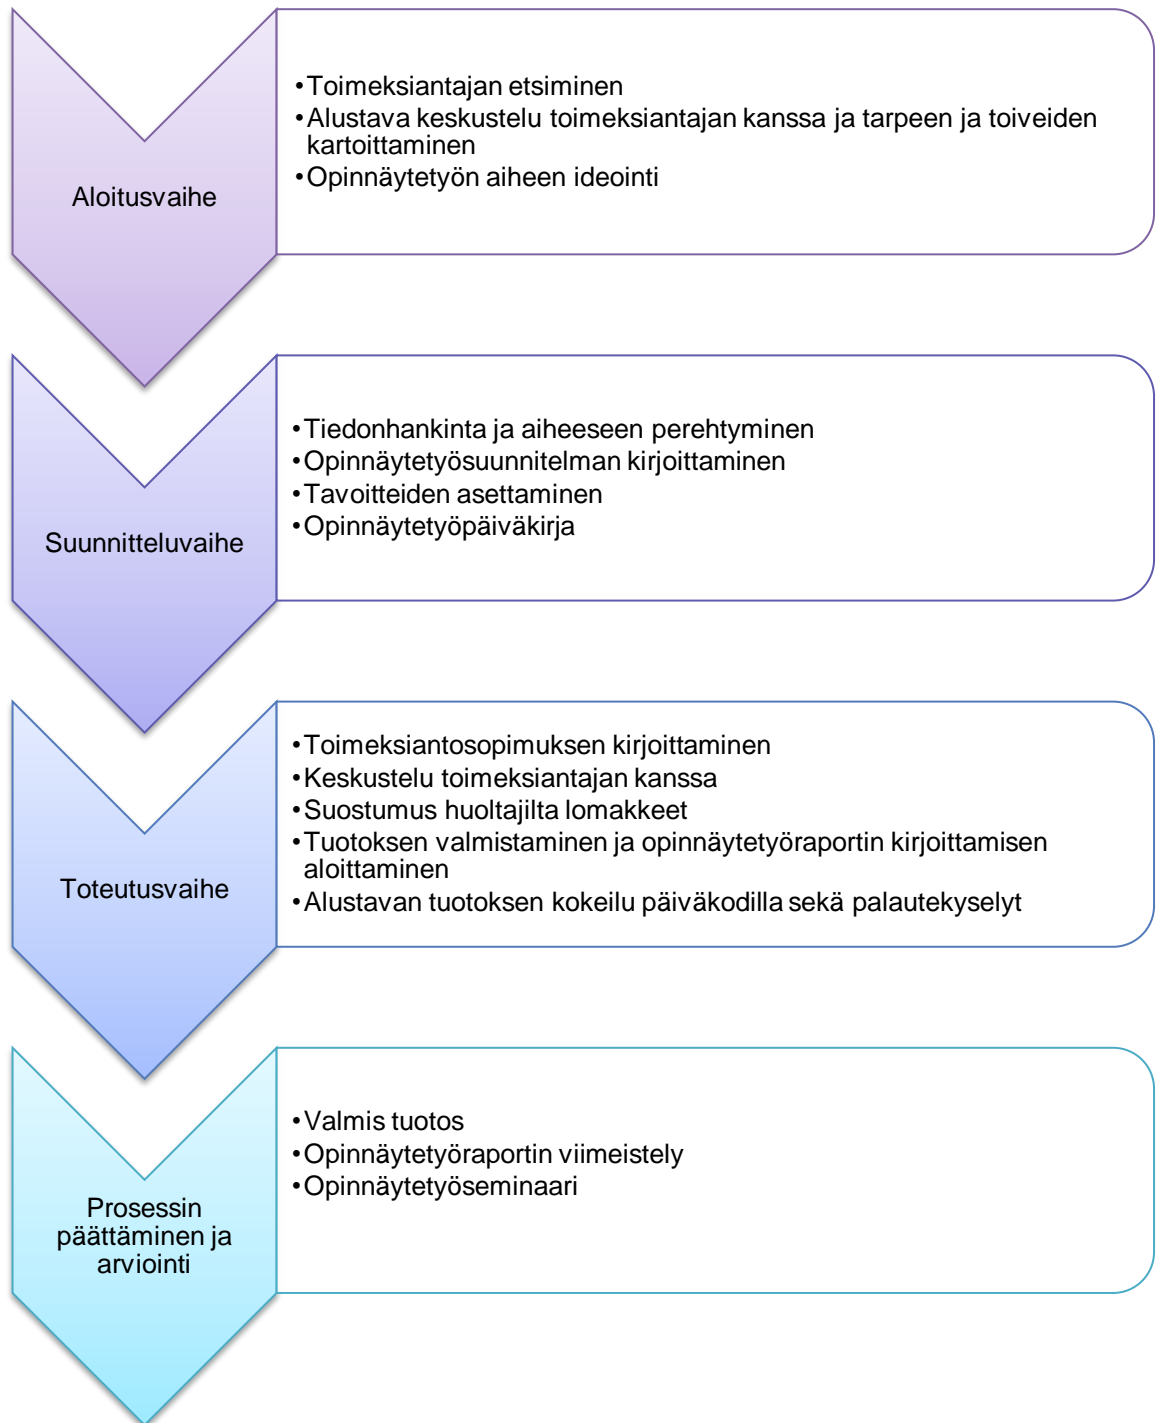 Aloitusvaihe
•Toimeksiantajan etsiminen
•Alustava keskustelu toimeksiantajan kanssa ja tarpeen ja toiveiden
kartoittaminen
•Opinnäytetyön aiheen ideointi
Suunnitteluvaihe
•Tiedonhankinta ja aiheeseen perehtyminen
•Opinnäytetyösuunnitelman kirjoittaminen
•Tavoitteiden asettaminen
•Opinnäytetyöpäiväkirja
Toteutusvaihe
•Toimeksiantosopimuksen kirjoittaminen
•Keskustelu toimeksiantajan kanssa
•Suostumus huoltajilta lomakkeet
•Tuotoksen valmistaminen ja opinnäytetyöraportin kirjoittamisen
aloittaminen
•Alustavan tuotoksen kokeilu päiväkodilla sekä palautekyselyt
Prosessin
päättäminen ja
arviointi
•Valmis tuotos
•Opinnäytetyöraportin viimeistely
•Opinnäytetyöseminaari